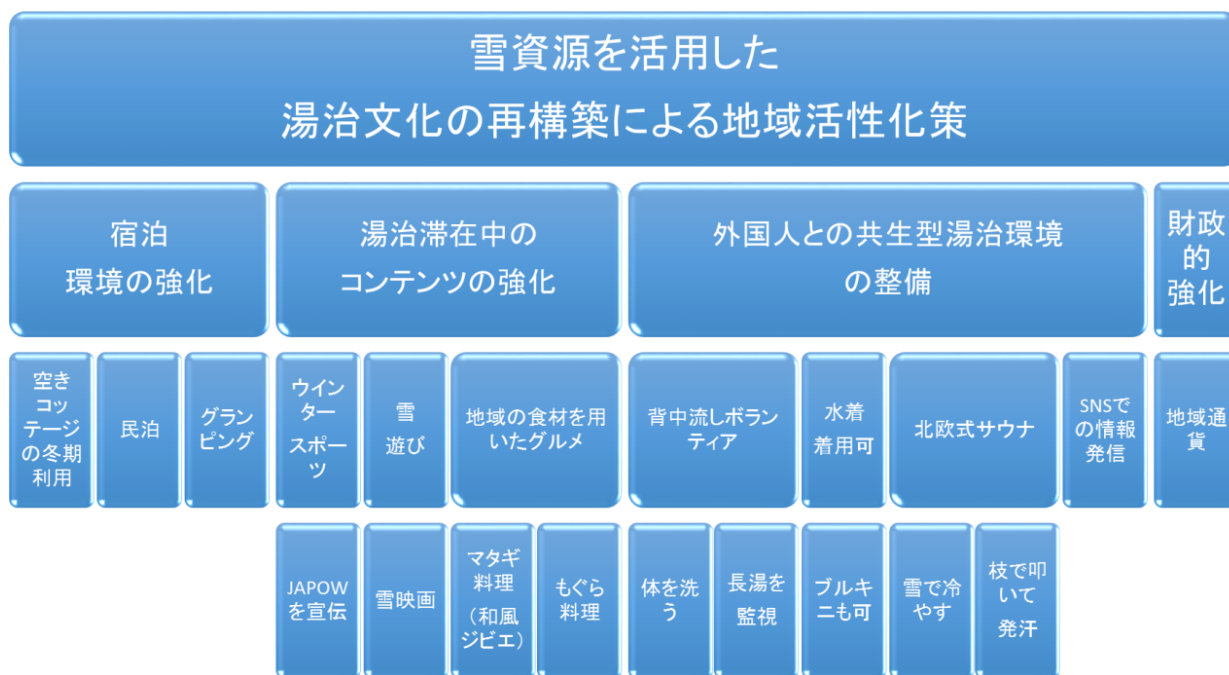 雪資源を活用した
湯治文化の再構築による地域活性化策
宿泊
環境の強化
湯治滞在中の
コンテンツの強化
外国人との共生型湯治環境
の整備
財政
的
強化
空き
コッ
テージ
の冬期
利用
民泊
グラン
ピング
ウイン
ター
スポー
ツ
雪
遊び
地域の食材を用
いたグルメ
背中流しボラン
ティア
水着
着用可
北欧式サウナ
SNSで
の情報
発信
地域通
貨
JAPOW
を宣伝
雪映画
マタギ
料理
（和風
ジビエ）
もぐら
料理
体を洗
う
長湯を
監視
ブルキ
ニも可
雪で冷
やす
枝で叩
いて
発汗